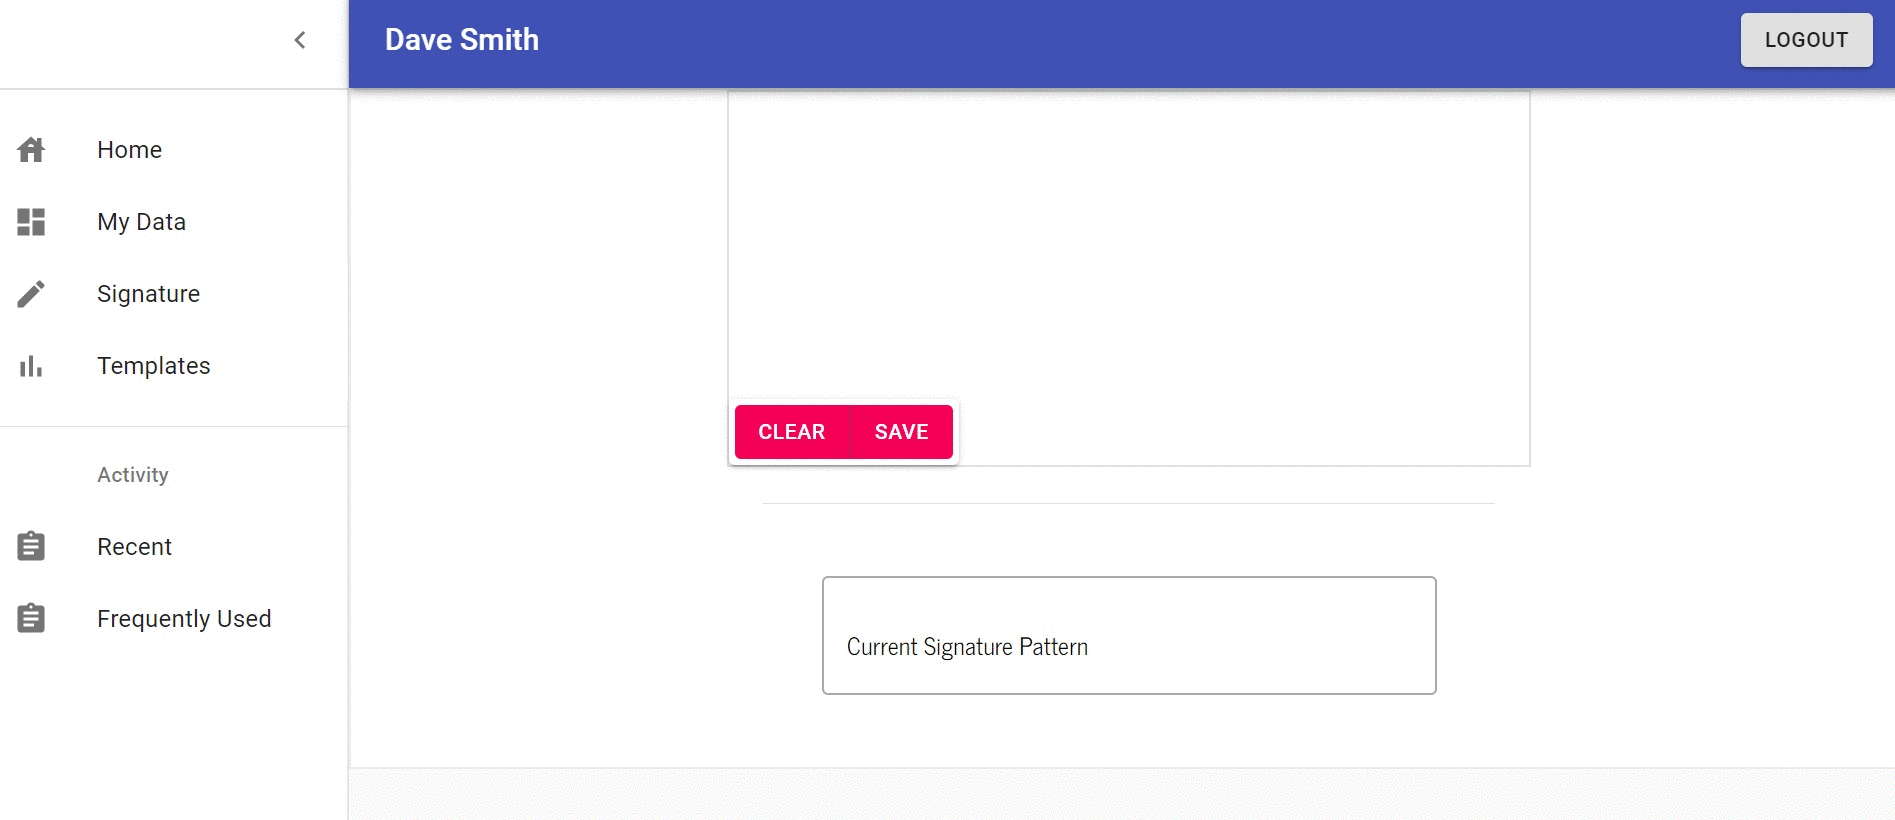 Dave Smith
LOGOUT
Home
My Data
Signature
Templates
Activity
Recent
Frequently Used
CLEAR SAVE
Current Signature Pattern